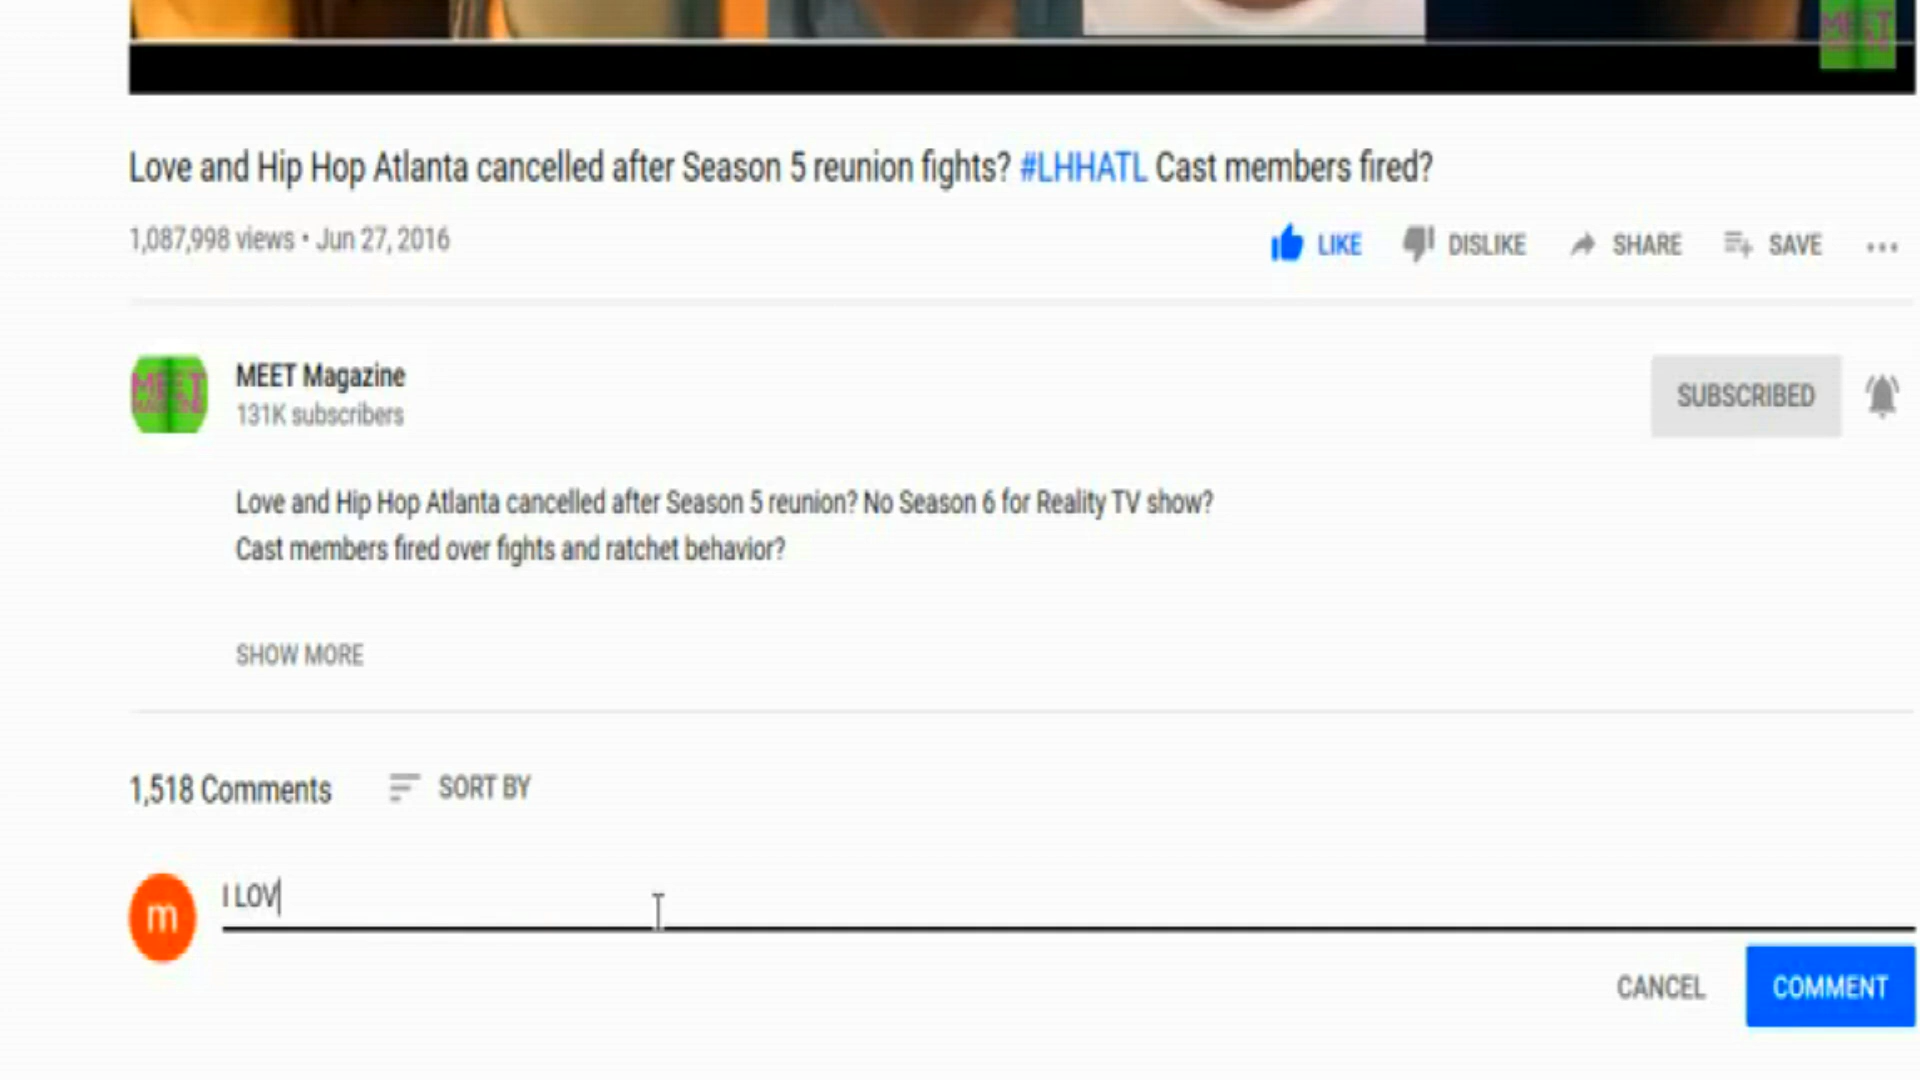 MEET
Love and Hip Hop Atlanta cancelled after Season 5 reunion fights? #LHHATL Cast members fired?
1,087,998 views • Jun 27, 2016
LIKE DISLIKE SHARE SAVE ...
MEET
MEET Magazine
131K subscribers
SUBSCRIBED
Love and Hip Hop Atlanta cancelled after Season 5 reunion? No Season 6 for Reality TV show?
Cast members fired over fights and ratchet behavior?
SHOW MORE
1,518 Comments SORT BY
m
I LOV
CANCEL COMMENT